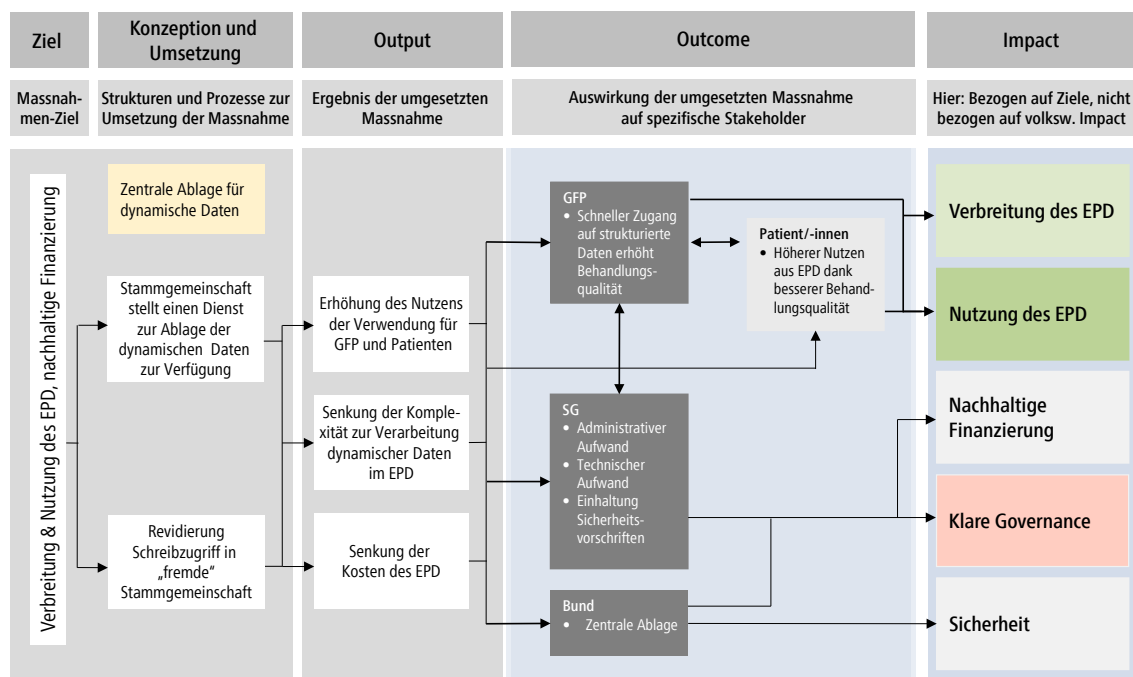 Ziel
Konzeption und
Umsetzung
Output
Outcome
Impact
Massnah-
men-Ziel
Strukturen und Prozesse zur
Umsetzung der Massnahme
Ergebnis der umgesetzten
Massnahme
Auswirkung der umgesetzten Massnahme
auf spezifische Stakeholder
Hier: Bezogen auf Ziele, nicht
bezogen auf volksw. Impact
Verbreitung & Nutzung des EPD, nachhaltige Finanzierung
Zentrale Ablage für
dynamische Daten
Stammgemeinschaft
stellt einen Dienst
zur Ablage der
dynamischen Daten
zur Verfügung
Revidierung
Schreibzugriff in
„fremde“
Stammgemeinschaft
Erhöhung des Nutzens
der Verwendung für
GFP und Patienten
Senkung der Komple-
xität zur Verarbeitung
dynamischer Daten
im EPD
Senkung der
Kosten des EPD
GFP
• Schneller Zugang
auf strukturierte
Daten erhöht
Behandlungs-
qualität
Patient/-innen
• Höherer Nutzen
aus EPD dank
besserer Behand-
lungsqualität
SG
• Administrativer
Aufwand
• Technischer
Aufwand
• Einhaltung
Sicherheits-
vorschriften
Bund
• Zentrale Ablage
Verbreitung des EPD
Nutzung des EPD
Nachhaltige
Finanzierung
Klare Governance
Sicherheit